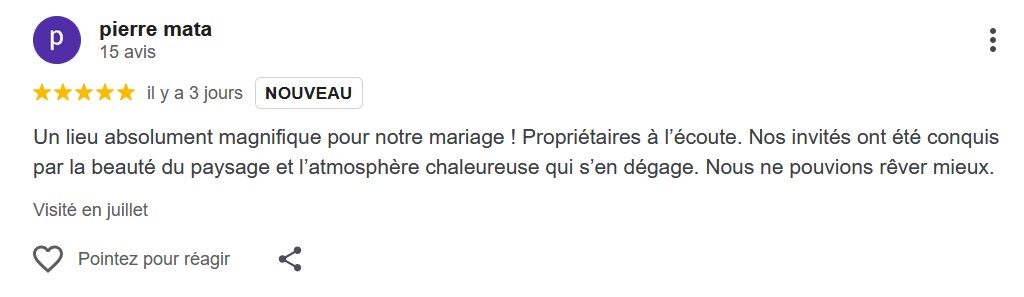 p
pierre mata
15 avis
il y a 3 jours NOUVEAU
Un lieu absolument magnifique pour notre mariage ! Propriétaires à l’écoute. Nos invités ont été conquis
par la beauté du paysage et l’atmosphère chaleureuse qui s’en dégage. Nous ne pouvions rêver mieux.
Visité en juillet
Pointez pour réagir